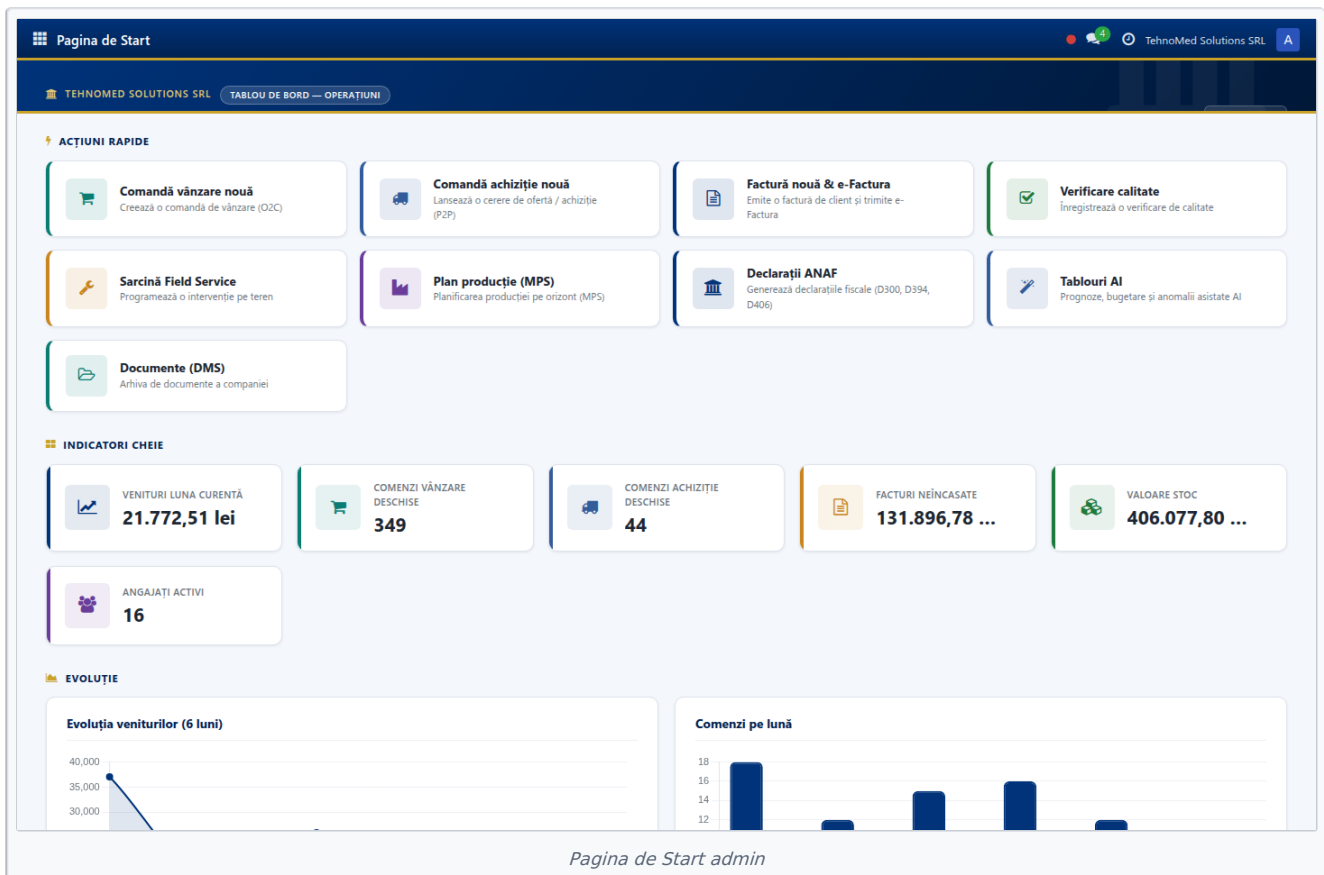 Pagina de Start
4
TehnoMed Solutions SRL
A
TEHNOMED SOLUTIONS SRL
TABLOU DE BORD — OPERAȚIUNI
ACȚIUNI RAPIDE
Comandă vânzare nouă
Creează o comandă de vânzare (O2C)
Comandă achiziție nouă
Lansează o cerere de ofertă / achiziție
(P2P)
Factură nouă & e-Factura
Emite o factură de client și trimite e-
Factura
Verificare calitate
Înregistrează o verificare de calitate
Sarcină Field Service
Programează o intervenție pe teren
Plan producție (MPS)
Planificarea producției pe orizont (MPS)
Declarații ANAF
Generează declarațiile fiscale (D300, D394,
D406)
Tablouri AI
Prognoze, bugetare și anomalii asistate AI
Documente (DMS)
Arhiva de documente a companiei
INDICATORI CHEIE
VENITURI LUNA CURENTĂ
21.772,51 lei
COMENZI VÂNZARE
DESCHISE
349
COMENZI ACHIZIȚIE
DESCHISE
44
FACTURI NEÎNCASATE
131.896,78 ...
VALOARE STOC
406.077,80 ...
ANGAJAȚI ACTIVI
16
EVOLUȚIE
Evoluția veniturilor (6 luni)
40,000
35,000
30,000
Comenzi pe lună
18
16
14
12
Pagina de Start admin